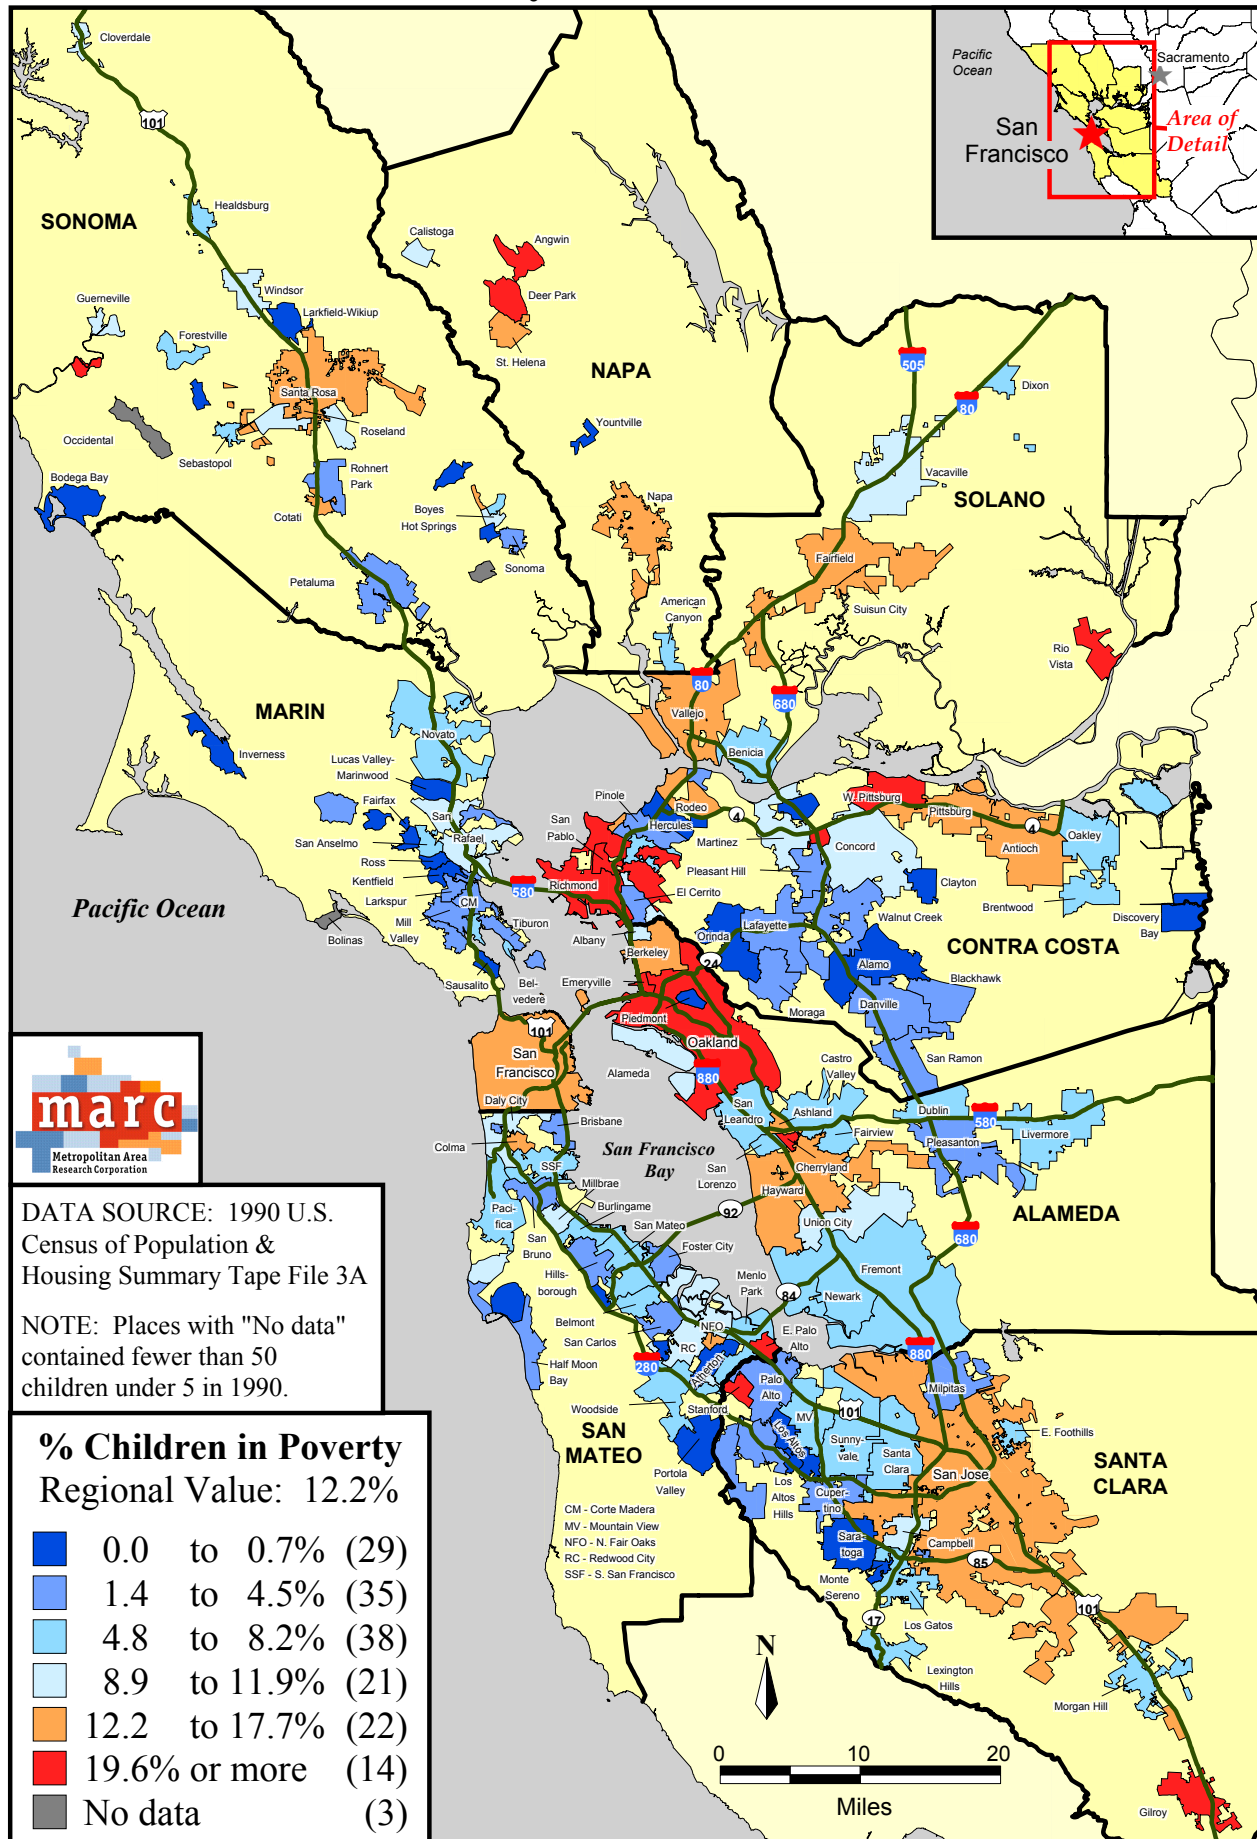 Cloverdale
101
Pacific
Ocean
Sacramento
San
Francisco
Area of
Detail
SONOMA
Healdsburg
Calistoga
Angwin
Deer Park
St. Helena
Windsor
Guerneville
Larkfield-Wikiup
Forestville
NAPA
505
80
Dixon
Santa Rosa
Roseland
Occidental
Sebastopol
Yountville
Vacaville
SOLANO
Bodega Bay
Rohnert
Park
Cotati
Boyes
Hot Springs
Sonoma
Napa
Fairfield
Petaluma
Suisun City
American
Canyon
Rio
Vista
80
680
MARIN
Vallejo
Novato
Benicia
Inverness
Lucas Valley-
Marinwood
Fairfax
San
Rafael
San Anselmo
Ross
Kentfield
Larkspur
CM
Mill
Valley
Tiburon
Bel-
vedere
Sausalito
Bolinas
Pinole
Rodeo
San
Pablo
Hercules
4
Martinez
W. Pittsburg
Pittsburg
4
Oakley
Antioch
Concord
Pleasant Hill
580
Richmond
El Cerrito
Clayton
Brentwood
Walnut Creek
Discovery
Bay
Pacific Ocean
Albany
Orinda
Lafayette
CONTRA COSTA
Berkeley
24
Alamo
Blackhawk
Emeryville
Moraga
Danville
Piedmont
Oakland
101
San
Francisco
Alameda
880
Castro
Valley
San Ramon
Daly City
San
Leandro
Ashland
Dublin
580
Livermore
Fairview
Pleasanton
Brisbane
Colma
San Francisco
Bay
SSF
San
Lorenzo
Cherryland
Hayward
Millbrae
Burlingame
92
Union City
ALAMEDA
Paci-
fica
San
Bruno
San Mateo
Foster City
680
Hills-
borough
Menlo
Park
84
Fremont
Newark
Belmont
San Carlos
NFO
E. Palo
Alto
RC
Atherton
880
Half Moon
Bay
280
Palo
Alto
Milpitas
Woodside
Stanford
MV
101
SAN
MATEO
Los Altos
Sunny-
vale
Santa
Clara
E. Foothills
San Jose
SANTA
CLARA
Portola
Valley
Los
Altos
Hills
Cuper-
tino
Sara-
toga
Campbell
85
Monte
Sereno
101
17
Los Gatos
Lexington
Hills
Morgan Hill
Gilroy
marc
Metropolitan Area
Research Corporation
DATA SOURCE: 1990 U.S.
Census of Population &
Housing Summary Tape File 3A
NOTE: Places with "No data"
contained fewer than 50
children under 5 in 1990.
% Children in Poverty
Regional Value: 12.2%
0.0 to 0.7% (29)
1.4 to 4.5% (35)
4.8 to 8.2% (38)
8.9 to 11.9% (21)
12.2 to 17.7% (22)
19.6% or more (14)
No data (3)
CM - Corte Madera
MV - Mountain View
NFO - N. Fair Oaks
RC - Redwood City
SSF - S. San Francisco
N
0 10 20
Miles